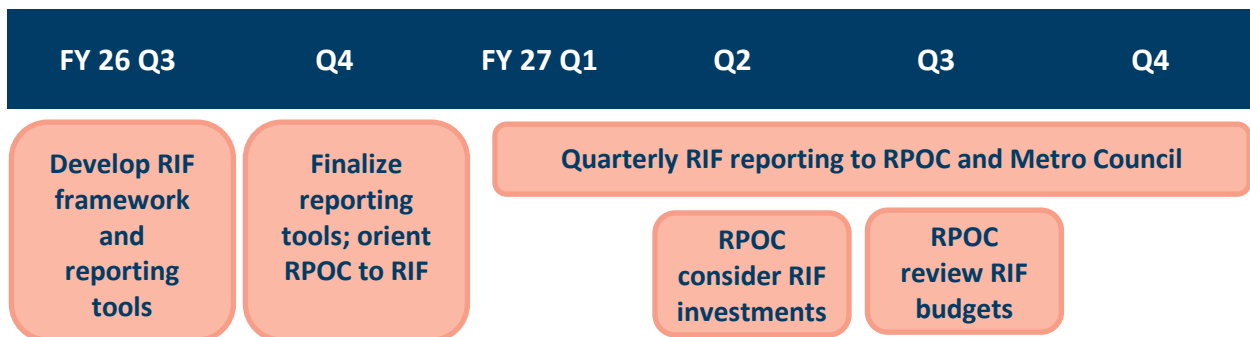 FY 26 Q3 Q4 FY 27 Q1 Q2 Q3 Q4
Develop RIF
framework
and
reporting
tools
Finalize
reporting
tools; orient
RPOC to RIF
Quarterly RIF reporting to RPOC and Metro Council
RPOC
consider RIF
investments
RPOC
review RIF
budgets